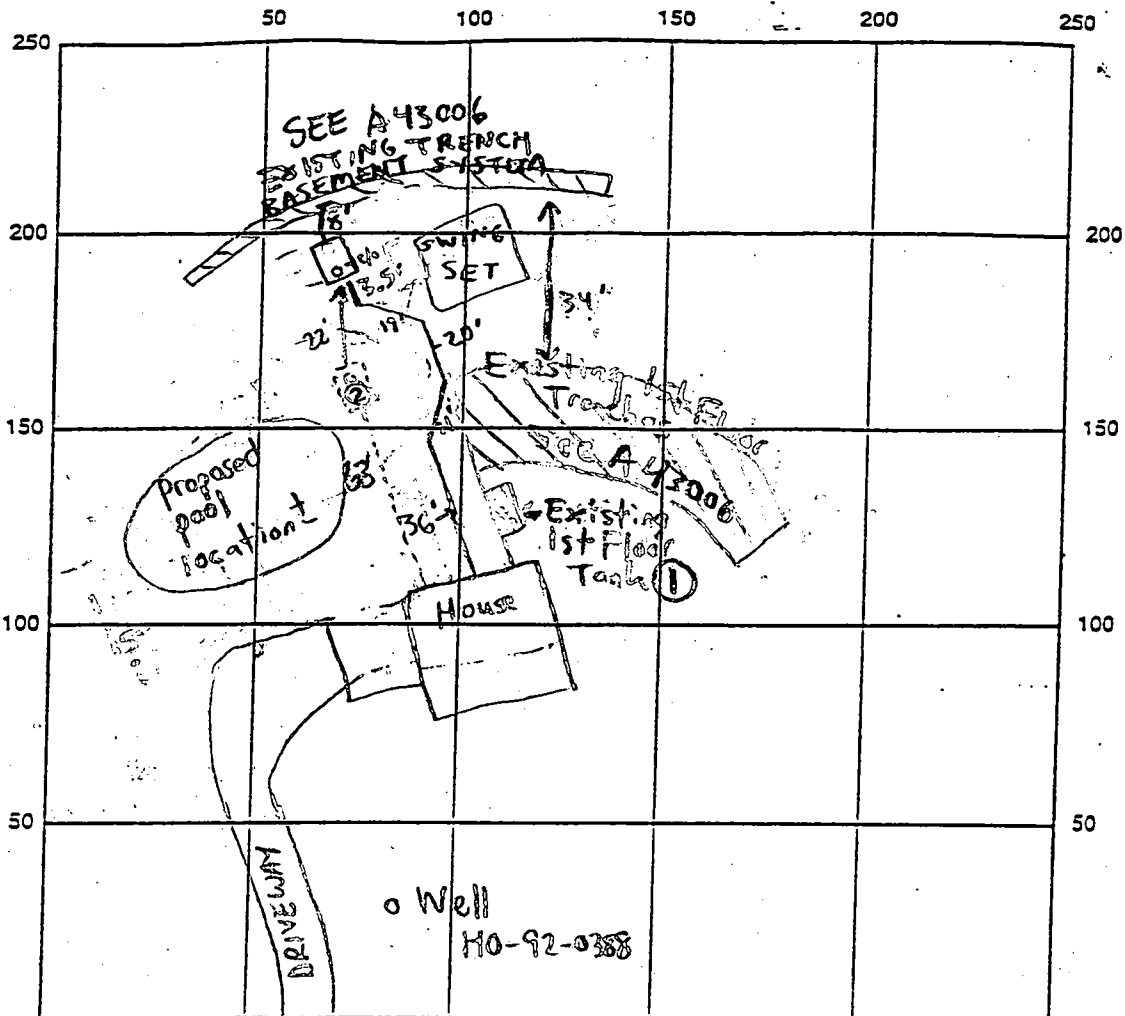 50 100 150 200 250
250
SEE A43006
EXISTING TRENCH
BASEMENT SYSTEM
200 200
8'
SWING
SET
3.5'
34'
22'
19'
20'
②
Existing 1st Floor
Trench
See A43006
150 150
Proposed
pool
location ±
36'
Existing
1st Floor
Tank ①
House
100 100
50 50
DRIVEWAY
Well
HO-92-0388